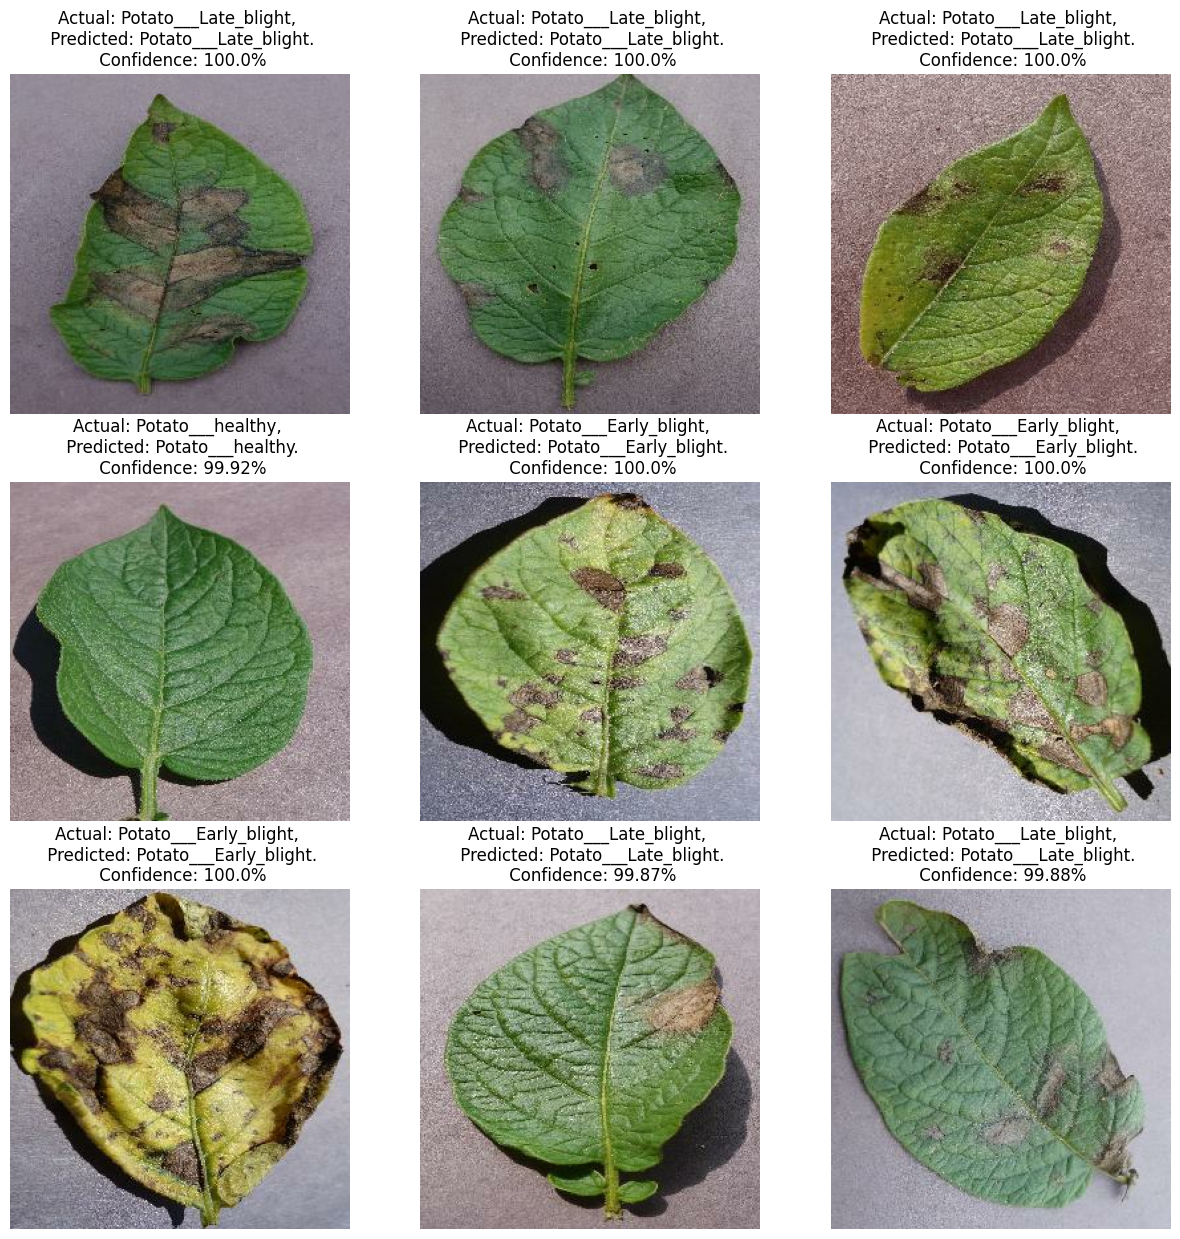 Actual: Potato___Late_blight,
Predicted: Potato___Late_blight.
Confidence: 100.0%
Actual: Potato___Late_blight,
Predicted: Potato___Late_blight.
Confidence: 100.0%
Actual: Potato___Late_blight,
Predicted: Potato___Late_blight.
Confidence: 100.0%
Actual: Potato___healthy,
Predicted: Potato___healthy.
Confidence: 99.92%
Actual: Potato___Early_blight,
Predicted: Potato___Early_blight.
Confidence: 100.0%
Actual: Potato___Early_blight,
Predicted: Potato___Early_blight.
Confidence: 100.0%
Actual: Potato___Early_blight,
Predicted: Potato___Early_blight.
Confidence: 100.0%
Actual: Potato___Late_blight,
Predicted: Potato___Late_blight.
Confidence: 99.87%
Actual: Potato___Late_blight,
Predicted: Potato___Late_blight.
Confidence: 99.88%